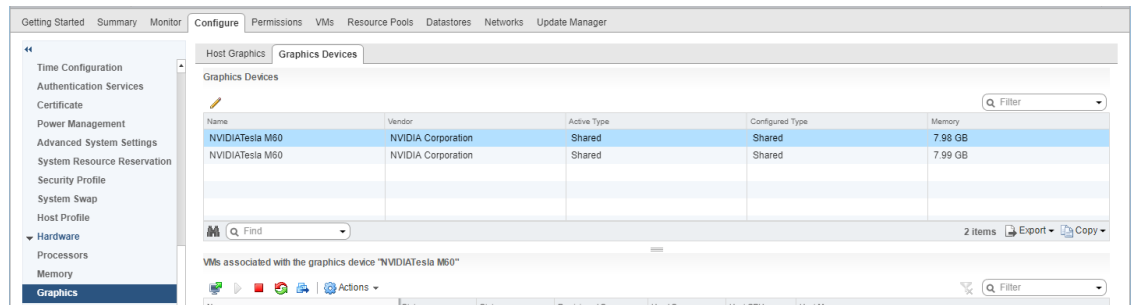 Getting Started Summary Monitor Configure Permissions VMs Resource Pools Datastores Networks Update Manager
Time Configuration
Authentication Services
Certificate
Power Management
Advanced System Settings
System Resource Reservation
Security Profile
System Swap
Host Profile
Hardware
Processors
Memory
Graphics
Host Graphics Graphics Devices
Graphics Devices
Filter
Name Vendor Active Type Configured Type Memory
NVIDIATesla M60 NVIDIA Corporation Shared Shared 7.98 GB
NVIDIATesla M60 NVIDIA Corporation Shared Shared 7.99 GB
Find 2 items Export Copy
VMs associated with the graphics device "NVIDIATesla M60"
Actions Filter